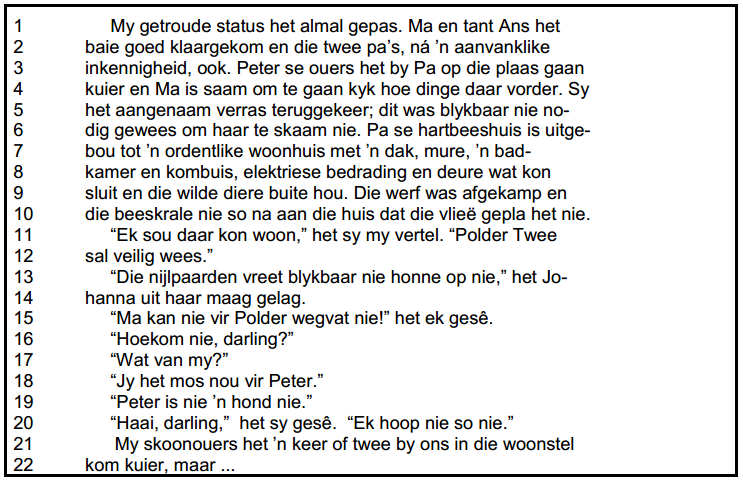 1 My getroude status het almal gepas. Ma en tant Ans het
2 baie goed klaargekom en die twee pa’s, ná ’n aanvanklike
3 inkennigheid, ook. Peter se ouers het by Pa op die plaas gaan
4 kuier en Ma is saam om te gaan kyk hoe dinge daar vorder. Sy
5 het aangenaam verras teruggekeer; dit was blykbaar nie no-
6 dig gewees om haar te skaam nie. Pa se hartbeeshuis is uitge-
7 bou tot ’n ordentlike woonhuis met ’n dak, mure, ’n bad-
8 kamer en kombuis, elektriese bedrading en deure wat kon
9 sluit en die wilde diere buite hou. Die werf was afgekamp en
10 die beeskrale nie so na aan die huis dat die vlieë gepla het nie.
11 “Ek sou daar kon woon,” het sy my vertel. “Polder Twee
12 sal veilig wees.”
13 “Die nijlpaarden vreet blykbaar nie honne op nie,” het Jo-
14 hanna uit haar maag gelag.
15 “Ma kan nie vir Polder wegvat nie!” het ek gesê.
16 “Hoekom nie, darling?”
17 “Wat van my?”
18 “Jy het mos nou vir Peter.”
19 “Peter is nie ’n hond nie.”
20 “Haai, darling,” het sy gesê. “Ek hoop nie so nie.”
21 My skoonouers het ’n keer of twee by ons in die woonstel
22 kom kuier, maar ...